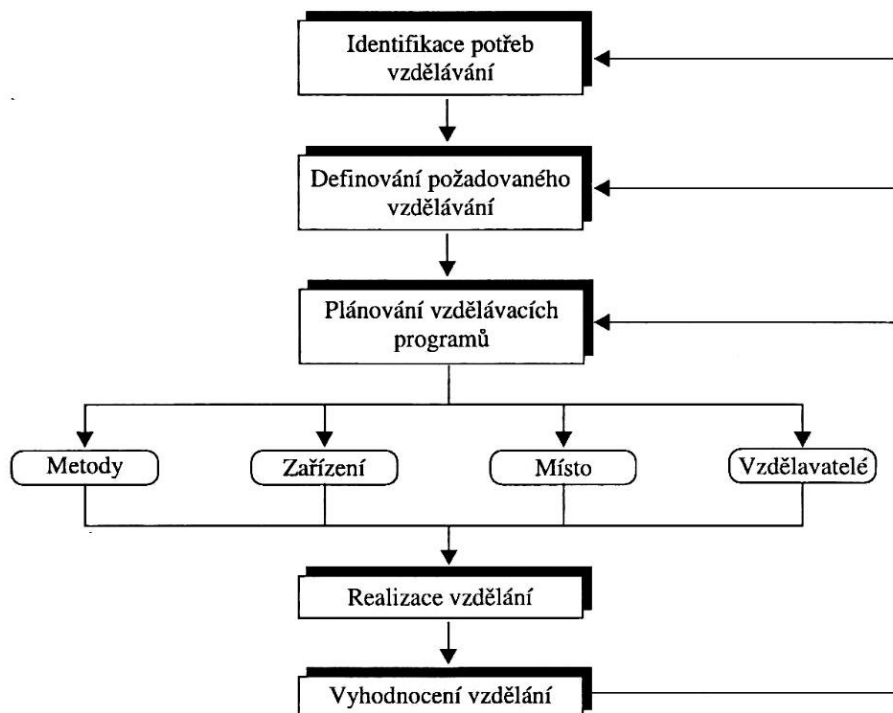 Identifikace potřeb
vzdělávání
Definování požadovaného
vzdělávání
Plánování vzdělávacích
programů
Metody
Zařízení
Místo
Vzdělavatelé
Realizace vzdělání
Vyhodnocení vzdělání